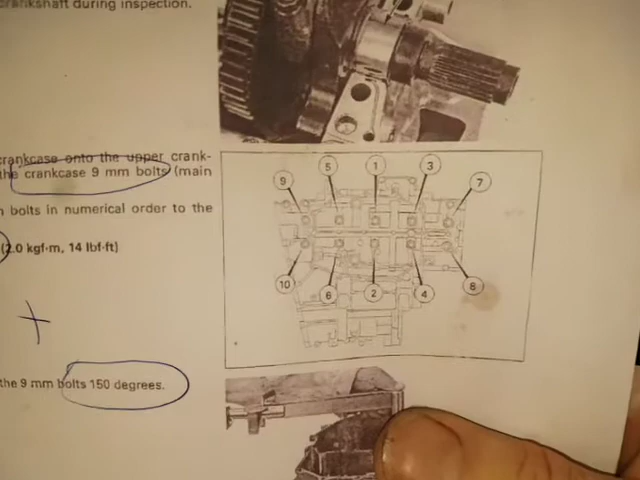 crankshaft during inspection.
crankcase onto the upper crank-
the crankcase 9 mm bolts (main
bolts in numerical order to the
(2.0 kgf·m, 14 lbf·ft)
the 9 mm bolts 150 degrees.
5 1 3
9 7
10 6 2 4 8